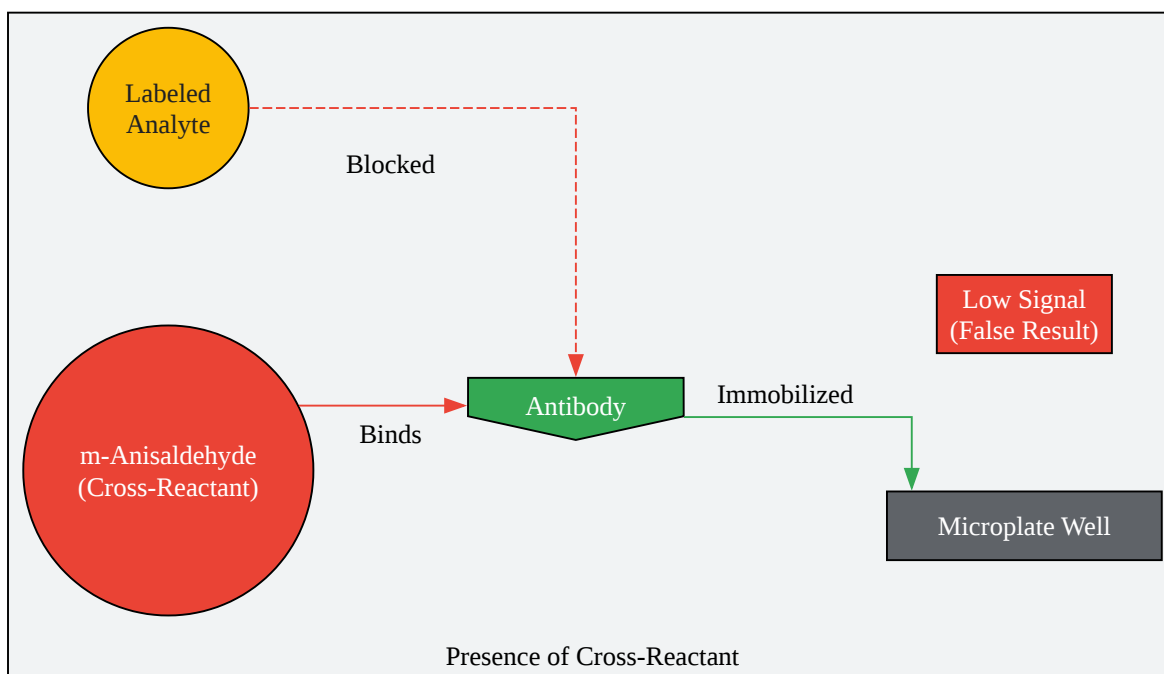 Labeled
Analyte
Blocked
Low Signal
(False Result)
Antibody
Immobilized
Binds
m-Anisaldehyde
(Cross-Reactant)
Microplate Well
Presence of Cross-Reactant